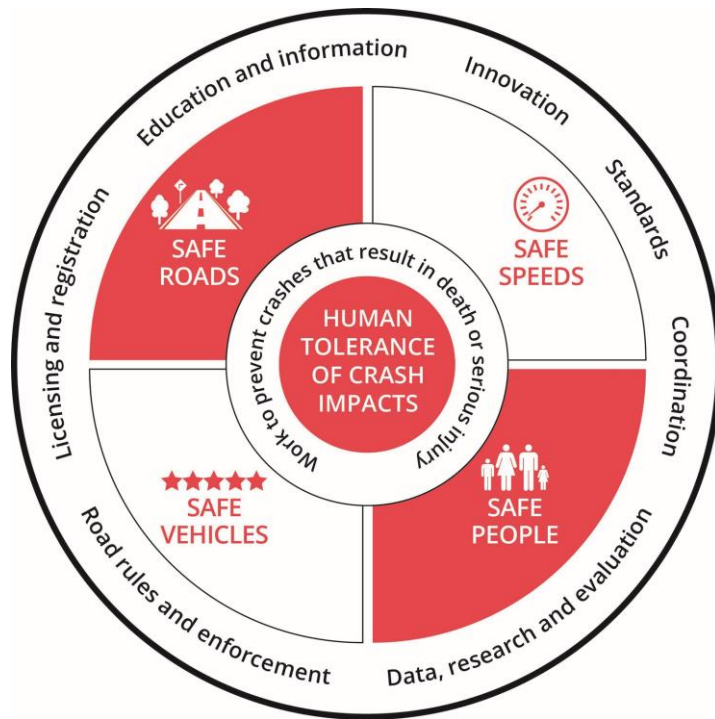 Education and information
Innovation
Standards
Coordination
Data, research and evaluation
Road rules and enforcement
Licensing and registration
SAFE
ROADS
SAFE
SPEEDS
SAFE
PEOPLE
SAFE
VEHICLES
Work to prevent crashes that result in death or serious injury
HUMAN
TOLERANCE
OF CRASH
IMPACTS